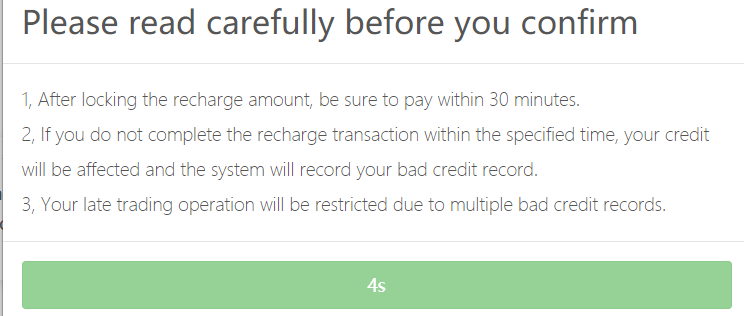 Please read carefully before you confirm
1, After locking the recharge amount, be sure to pay within 30 minutes.
2, If you do not complete the recharge transaction within the specified time, your credit
will be affected and the system will record your bad credit record.
3, Your late trading operation will be restricted due to multiple bad credit records.
4s